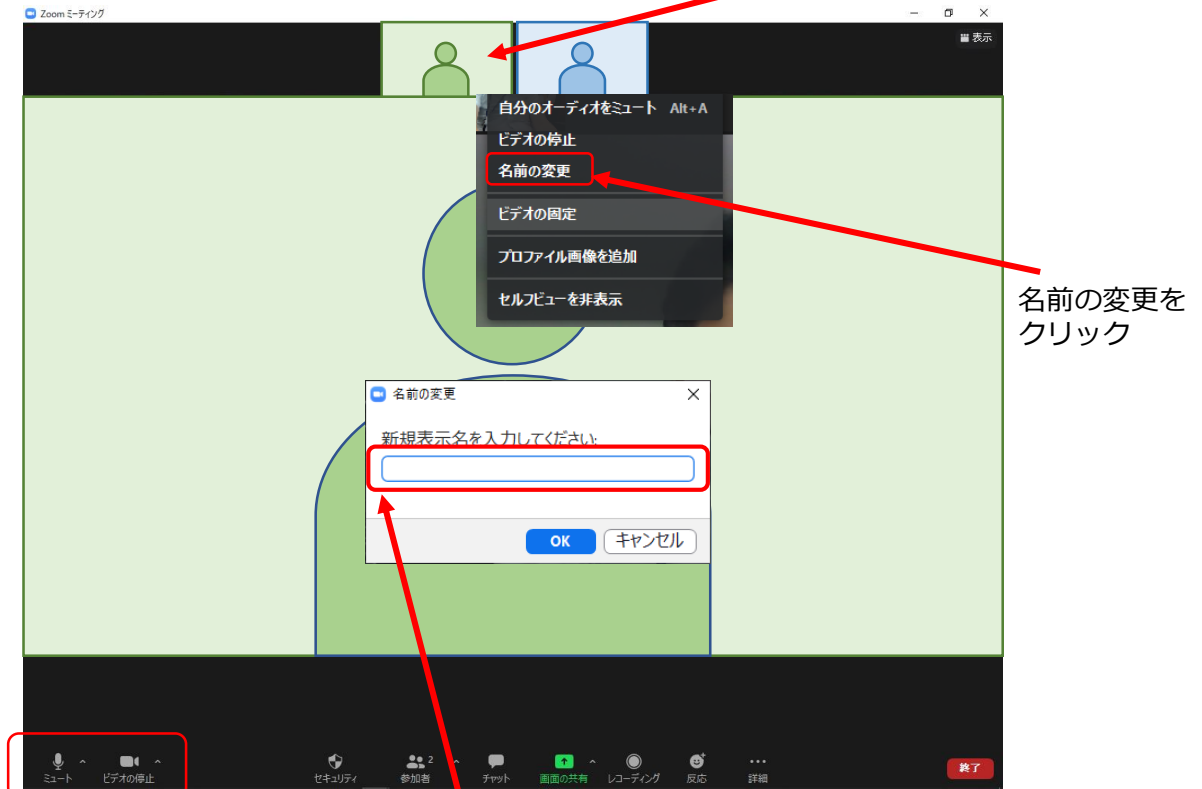 Zoom ミーティング
表示
自分のオーディオをミュート Alt+A
ビデオの停止
名前の変更
ビデオの固定
プロファイル画像を追加
セルフビューを非表示
名前の変更を
クリック
名前の変更
新規表示名を入力してください:
OK キャンセル
ミュート ビデオの停止 セキュリティ 参加者 2 チャット 画面の共有 レコーディング 反応 詳細 終了